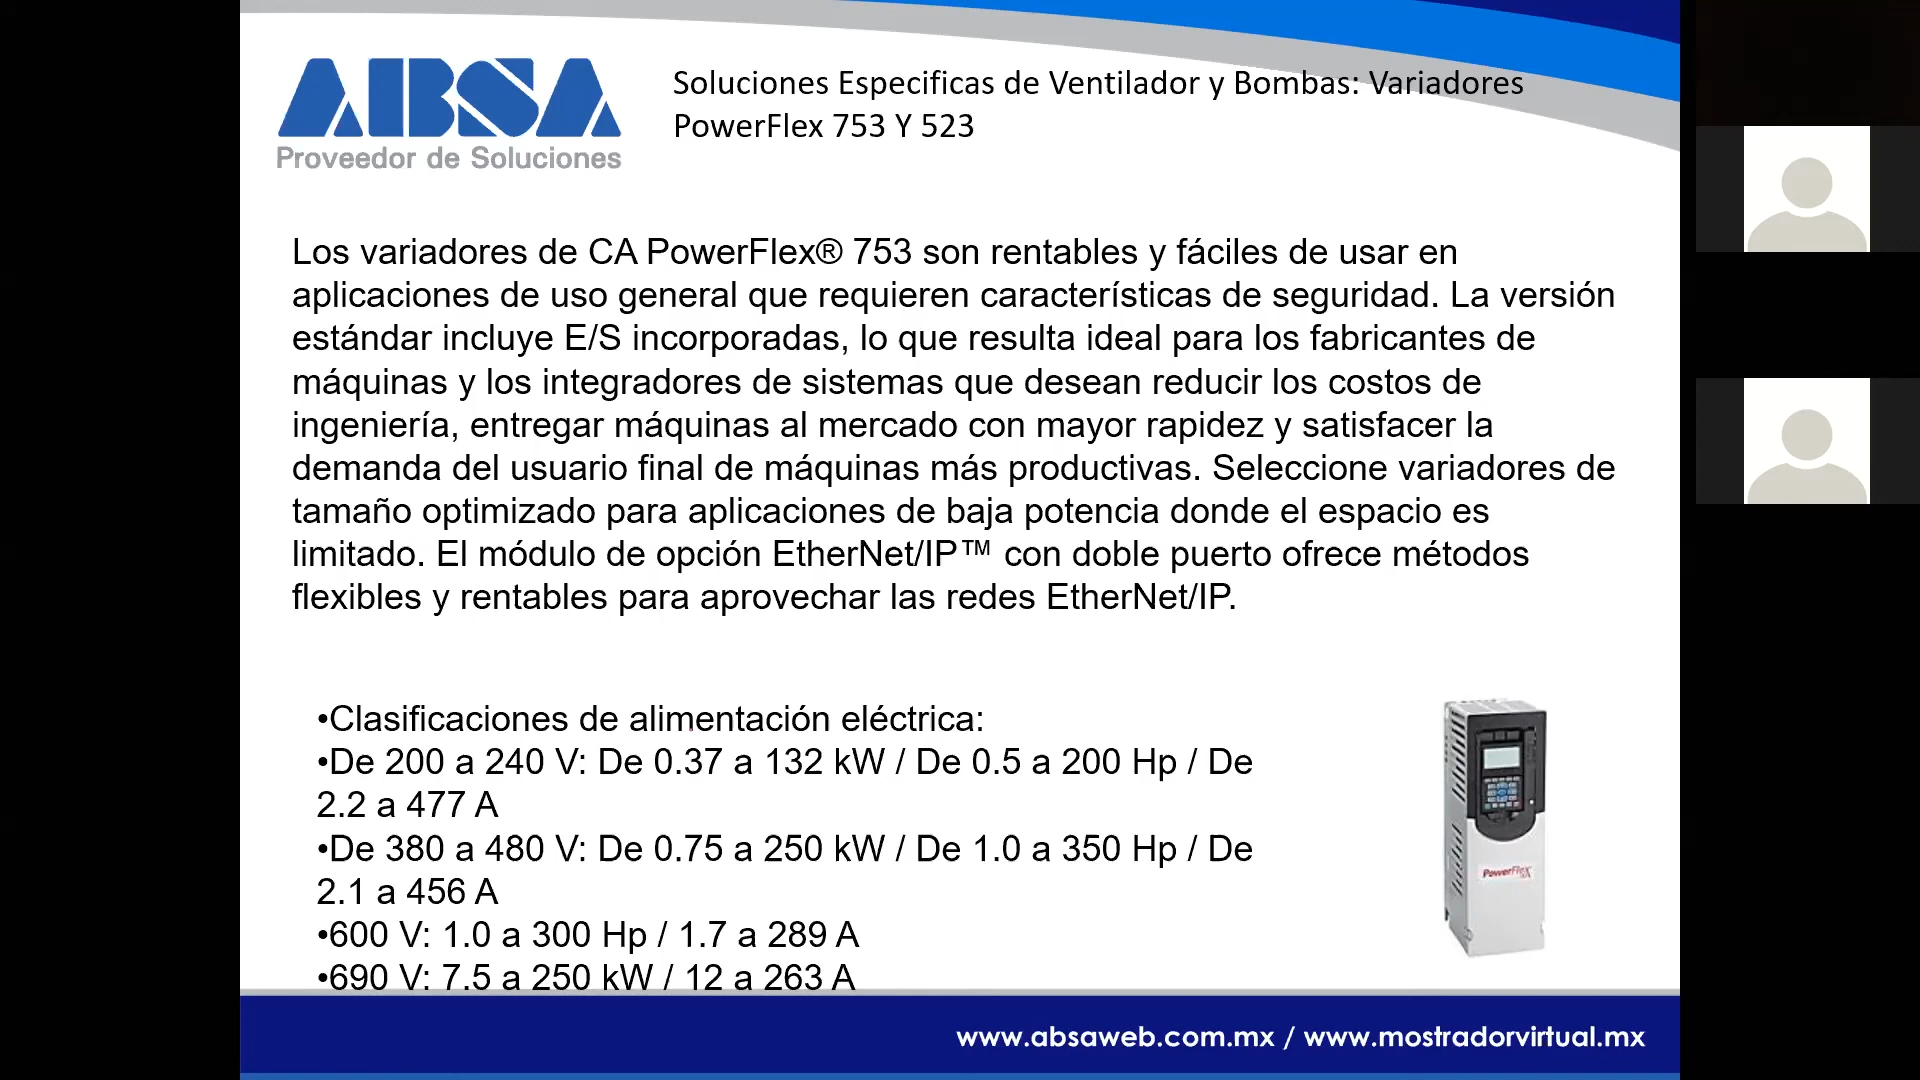 ABSA
Proveedor de Soluciones
Soluciones Especificas de Ventilador y Bombas: Variadores
PowerFlex 753 Y 523
Los variadores de CA PowerFlex® 753 son rentables y fáciles de usar en
aplicaciones de uso general que requieren características de seguridad. La versión
estándar incluye E/S incorporadas, lo que resulta ideal para los fabricantes de
máquinas y los integradores de sistemas que desean reducir los costos de
ingeniería, entregar máquinas al mercado con mayor rapidez y satisfacer la
demanda del usuario final de máquinas más productivas. Seleccione variadores de
tamaño optimizado para aplicaciones de baja potencia donde el espacio es
limitado. El módulo de opción EtherNet/IP™ con doble puerto ofrece métodos
flexibles y rentables para aprovechar las redes EtherNet/IP.
•Clasificaciones de alimentación eléctrica:
•De 200 a 240 V: De 0.37 a 132 kW / De 0.5 a 200 Hp / De
2.2 a 477 A
•De 380 a 480 V: De 0.75 a 250 kW / De 1.0 a 350 Hp / De
2.1 a 456 A
•600 V: 1.0 a 300 Hp / 1.7 a 289 A
•690 V: 7.5 a 250 kW / 12 a 263 A
PowerFlex
www.absaweb.com.mx / www.mostradorvirtual.mx